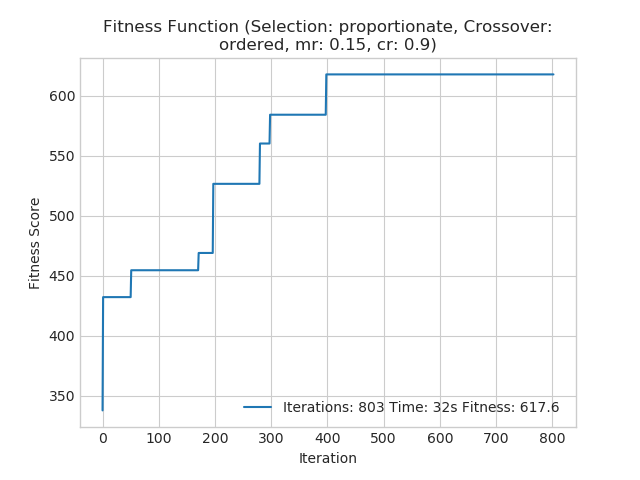 Fitness Function (Selection: proportionate, Crossover:
ordered, mr: 0.15, cr: 0.9)
Fitness Score
600
550
500
450
400
350
Iterations: 803 Time: 32s Fitness: 617.6
0 100 200 300 400 500 600 700 800
Iteration